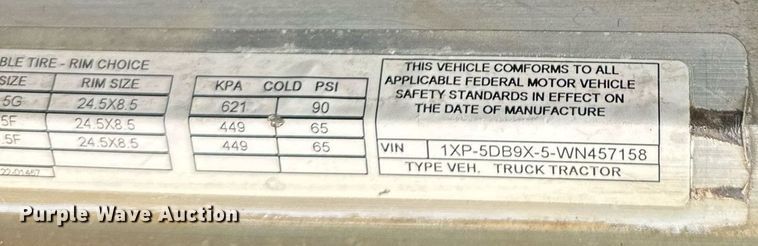 BLE TIRE - RIM CHOICE
SIZE RIM SIZE
5G 24.5X8.5
5F 24.5X8.5
5F 24.5X8.5
KPA COLD PSI
621 90
449 65
449 65
THIS VEHICLE COMFORMS TO ALL
APPLICABLE FEDERAL MOTOR VEHICLE
SAFETY STANDARDS IN EFFECT ON
THE DATE OF MANUFACTURE
VIN 1XP-5DB9X-5-WN457158
TYPE VEH. TRUCK TRACTOR
Purple Wave Auction